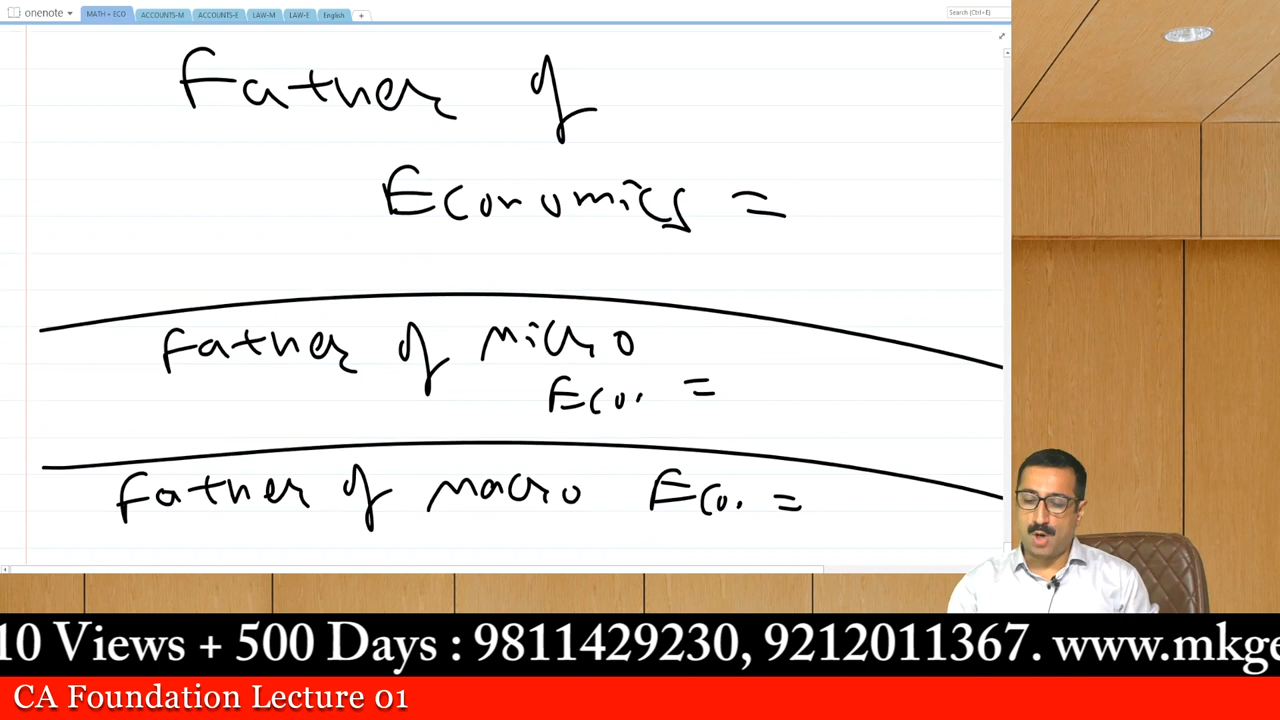 onenote MATH + ECO ACCOUNTS-M ACCOUNTS-E LAW-M LAW-E English + Search (Ctrl+E)
Father of
Economics =
Father of micro
Eco. =
Father of macro Eco. =
10 Views + 500 Days : 9811429230, 9212011367. www.mkge
CA Foundation Lecture 01